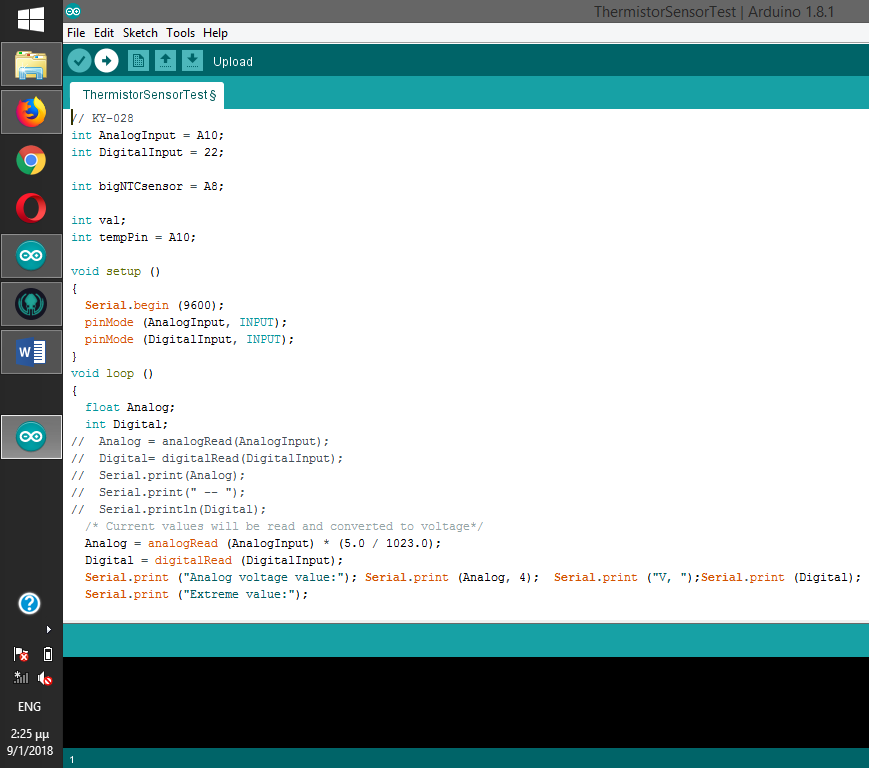 ThermistorSensorTest | Arduino 1.8.1
File Edit Sketch Tools Help
Upload
ThermistorSensorTest §
// KY-028
int AnalogInput = A10;
int DigitalInput = 22;
int bigNTCsensor = A8;
int val;
int tempPin = A10;
void setup ()
{
  Serial.begin (9600);
  pinMode (AnalogInput, INPUT);
  pinMode (DigitalInput, INPUT);
}
void loop ()
{
  float Analog;
  int Digital;
//  Analog = analogRead(AnalogInput);
//  Digital= digitalRead(DigitalInput);
//  Serial.print(Analog);
//  Serial.print(" -- ");
//  Serial.println(Digital);
  /* Current values will be read and converted to voltage*/
  Analog = analogRead (AnalogInput) * (5.0 / 1023.0);
  Digital = digitalRead (DigitalInput);
  Serial.print ("Analog voltage value:"); Serial.print (Analog, 4);  Serial.print ("V, ");Serial.print (Digital);
  Serial.print ("Extreme value:");
W
?
ENG
2:25 μμ
9/1/2018
1